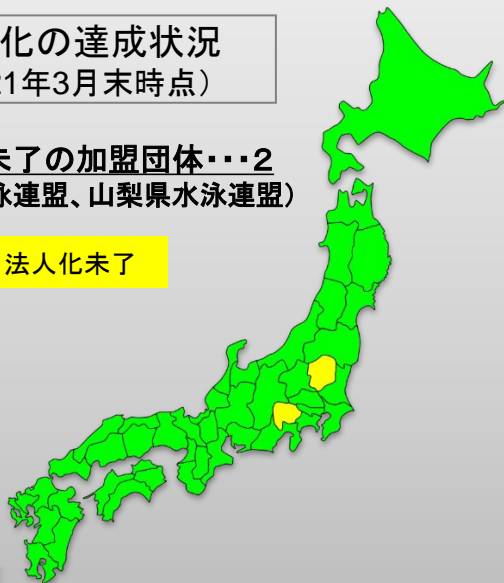 化の達成状況
21年3月末時点）
未了の加盟団体・・・2
泳連盟、山梨県水泳連盟）
法人化未了